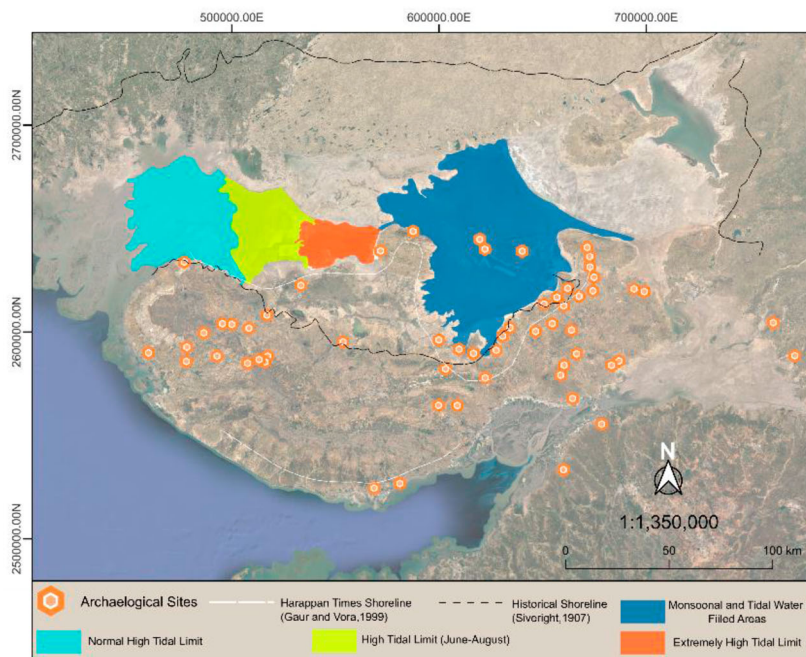 500000.00E 600000.00E 700000.00E
2700000.00N
2600000.00N
2500000.00N
N
1:1,350,000
0 50 100 km
Archaelogical Sites
Harappan Times Shoreline
(Gaur and Vora,1999)
Historical Shoreline
(Sivoright,1907)
Monsoonal and Tidal Water
Filled Areas
Normal High Tidal Limit
High Tidal Limit (June-August)
Extremely High Tidal Limit